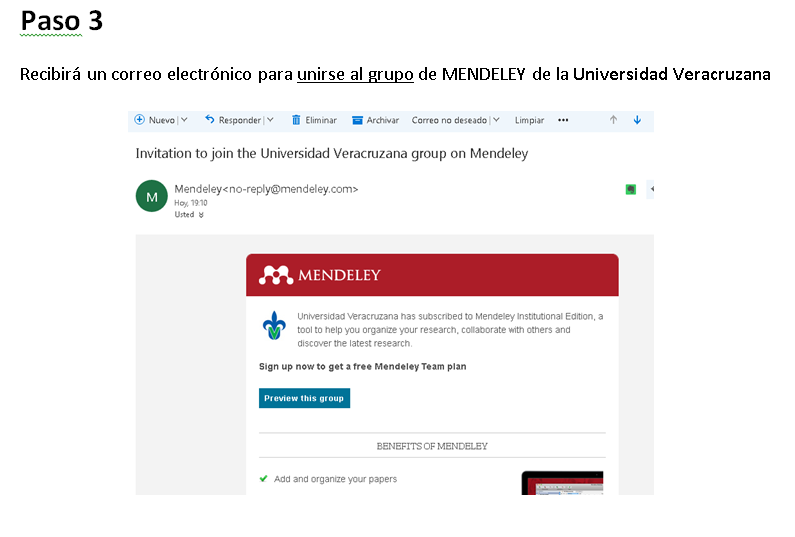 Paso 3
Recibirá un correo electrónico para unirse al grupo de MENDELEY de la Universidad Veracruzana
Nuevo Responder Eliminar Archivar Correo no deseado Limpiar •••
Invitation to join the Universidad Veracruzana group on Mendeley
M
Mendeley<no-reply@mendeley.com>
Hoy, 19:10
Usted
MENDELEY
Universidad Veracruzana has subscribed to Mendeley Institutional Edition, a
tool to help you organize your research, collaborate with others and
discover the latest research.
Sign up now to get a free Mendeley Team plan
Preview this group
BENEFITS OF MENDELEY
Add and organize your papers